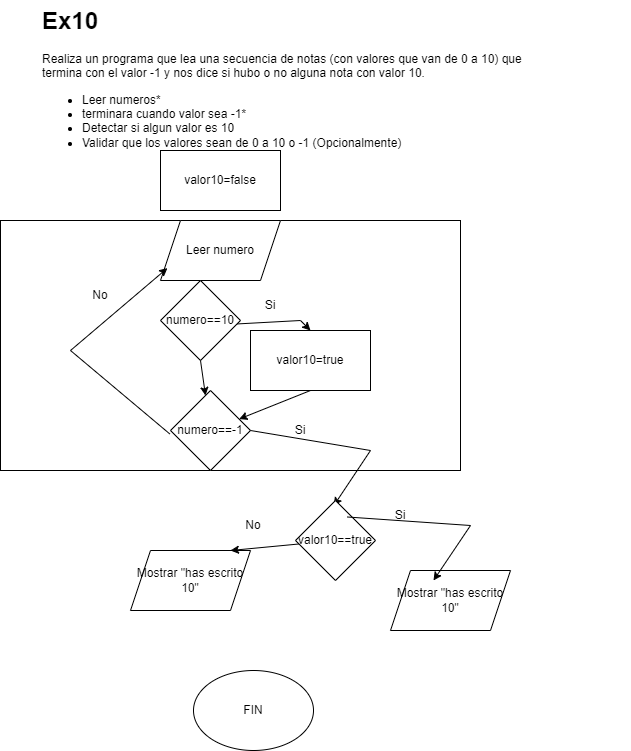 Ex10
Realiza un programa que lea una secuencia de notas (con valores que van de 0 a 10) que
termina con el valor -1 y nos dice si hubo o no alguna nota con valor 10.
Leer numeros*
terminara cuando valor sea -1*
Detectar si algun valor es 10
Validar que los valores sean de 0 a 10 o -1 (Opcionalmente)
valor10=false
Leer numero
No
Si
numero==10
valor10=true
numero==-1
Si
Si
No
valor10==true
Mostrar "has escrito
10"
Mostrar "has escrito
10"
FIN